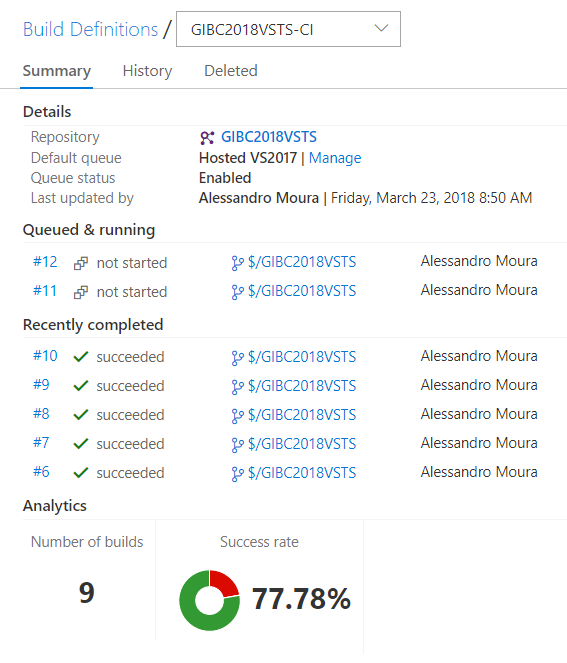 Build Definitions / GIBC2018VSTS-CI
Summary History Deleted
Details
Repository GIBC2018VSTS
Default queue Hosted VS2017 | Manage
Queue status Enabled
Last updated by Alessandro Moura | Friday, March 23, 2018 8:50 AM
Queued & running
#12 not started $/GIBC2018VSTS Alessandro Moura
#11 not started $/GIBC2018VSTS Alessandro Moura
Recently completed
#10 succeeded $/GIBC2018VSTS Alessandro Moura
#9 succeeded $/GIBC2018VSTS Alessandro Moura
#8 succeeded $/GIBC2018VSTS Alessandro Moura
#7 succeeded $/GIBC2018VSTS Alessandro Moura
#6 succeeded $/GIBC2018VSTS Alessandro Moura
Analytics
Number of builds Success rate
9 77.78%